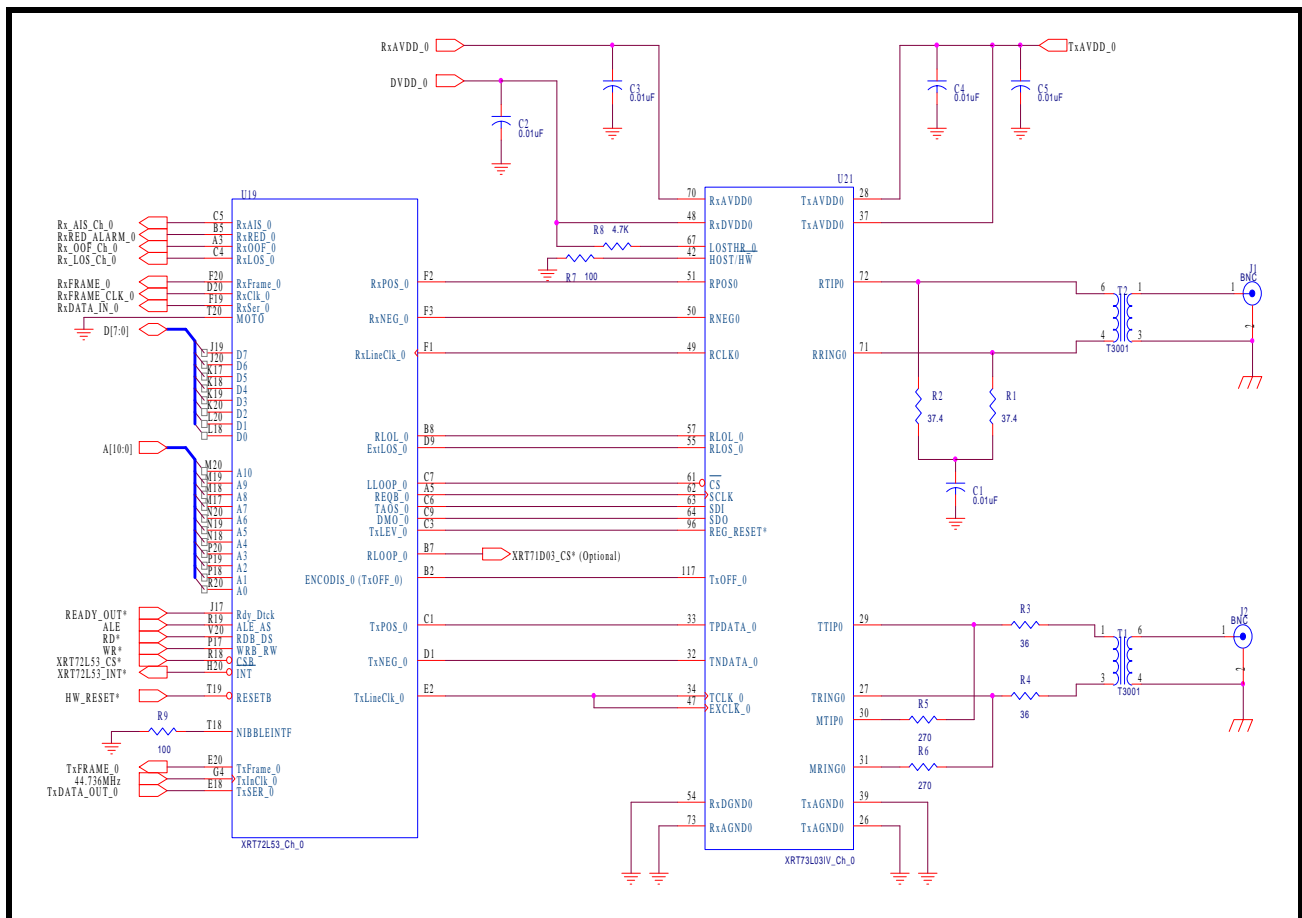 RxAVDD_0
TxAVDD_0
DVDD_0
C3
0.01uF
C4
0.01uF
C5
0.01uF
C2
0.01uF
U19
U21
Rx_AIS_Ch_0
C5
RxAIS_0
RxRED_ALARM_0
B5
RxRED_0
Rx_OOF_Ch_0
A3
RxOOF_0
Rx_LOS_Ch_0
C4
RxLOS_0
RxFRAME_0
F20
RxFrame_0
RxFRAME_CLK_0
D20
RxClk_0
RxDATA_IN_0
F19
RxSer_0
T20
MOTO
D[7:0]
J19
D7
J20
D6
K17
D5
K18
D4
K19
D3
K20
D2
L20
D1
L18
D0
A[10:0]
M20
A10
M19
A9
M18
A8
M17
A7
N20
A6
N19
A5
N18
A4
P20
A3
P19
A2
P18
A1
R20
A0
READY_OUT*
J17
Rdy_Dtck
ALE
R19
ALE_AS
RD*
V20
RDB_DS
WR*
P17
WRB_RW
XRT72L53_CS*
R18
CSB
XRT72L53_INT*
H20
INT
HW_RESET*
T19
RESETB
R9
100
T18
NIBBLEINTF
TxFRAME_0
E20
TxFrame_0
44.736MHz
G4
TxInClk_0
TxDATA_OUT_0
E18
TxSER_0
XRT72L53_Ch_0
RxPOS_0
F2
RxNEG_0
F3
RxLineClk_0
F1
RLOL_0
B8
ExtLOS_0
D9
LLOOP_0
C7
REQB_0
A5
TAOS_0
C6
DMO_0
C9
TxLEV_0
C3
RLOOP_0
B7
XRT71D03_CS* (Optional)
ENCODIS_0 (TxOFF_0)
B2
TxPOS_0
C1
TxNEG_0
D1
TxLineClk_0
E2
R8
4.7K
R7
100
70
RxAVDD0
48
RxDVDD0
67
LOSTHR_0
42
HOST/HW
51
RPOS0
50
RNEG0
49
RCLK0
57
RLOL_0
55
RLOS_0
61
CS
62
SCLK
63
SDI
64
SDO
96
REG_RESET*
117
TxOFF_0
33
TPDATA_0
32
TNDATA_0
34
TCLK_0
47
EXCLK_0
54
RxDGND0
73
RxAGND0
TxAVDD0
28
TxAVDD0
37
RTIP0
72
RRING0
71
TTIP0
29
TRING0
27
MTIP0
30
MRING0
31
TxAGND0
39
TxAGND0
26
XRT73L03IV_Ch_0
6
T2
1
4
3
T3001
J1
BNC
1
2
R2
37.4
R1
37.4
C1
0.01uF
R3
36
R4
36
R5
270
R6
270
1
T1
6
3
4
T3001
J2
BNC
1
2